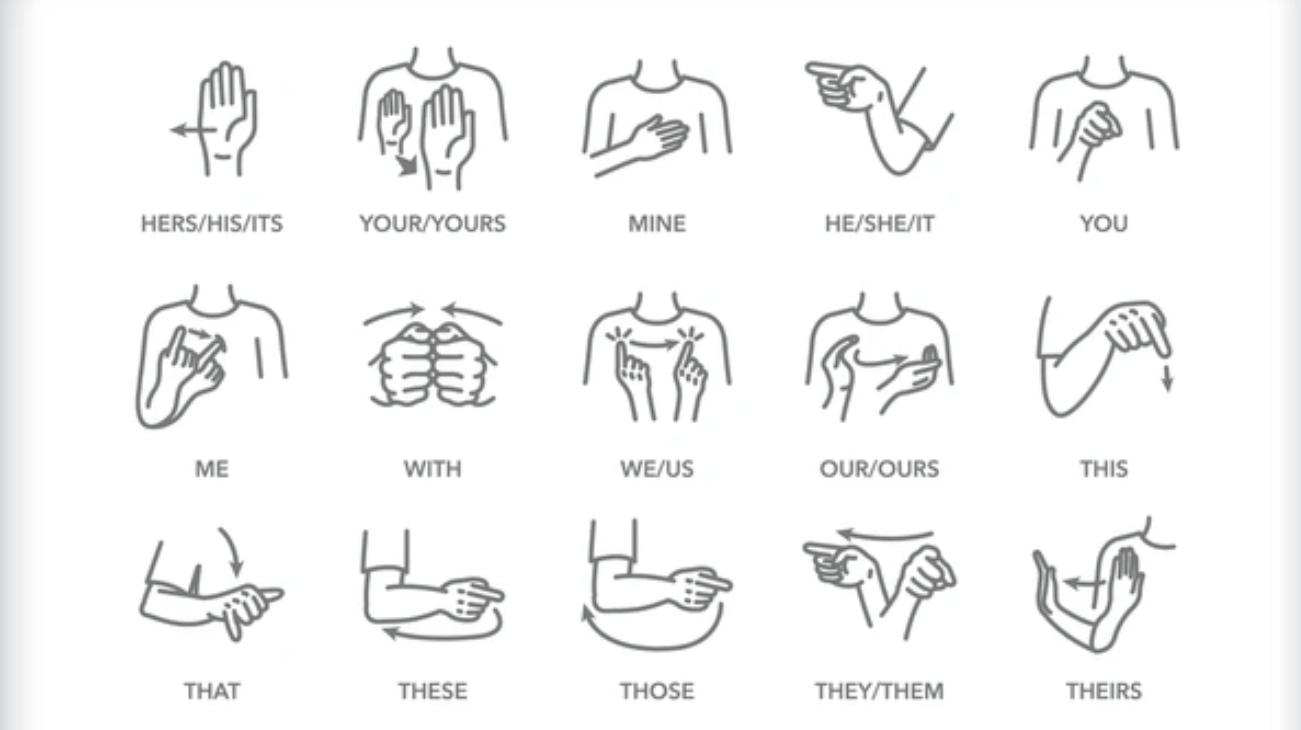 HERS/HIS/ITS YOUR/YOURS MINE HE/SHE/IT YOU
ME WITH WE/US OUR/OURS THIS
THAT THESE THOSE THEY/THEM THEIRS